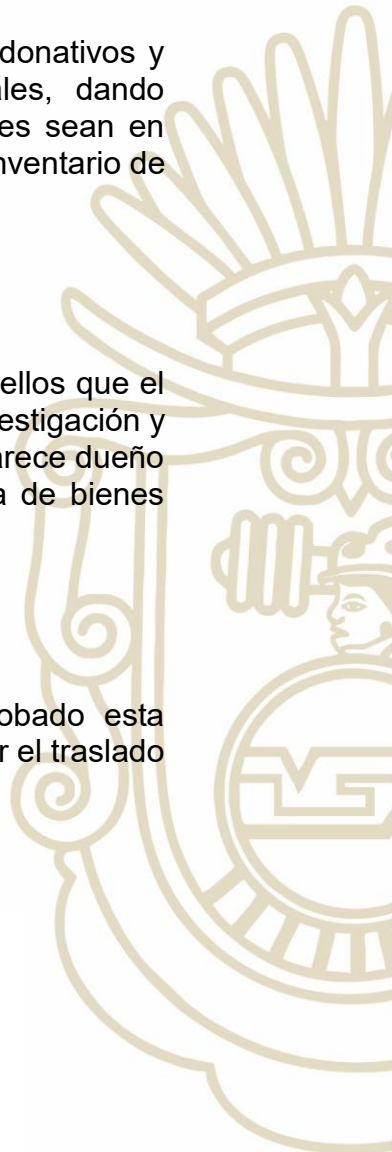 donativos y
les, dando
es sean en
nventario de
ellos que el
estigación y
arece dueño
a de bienes
obado esta
r el traslado